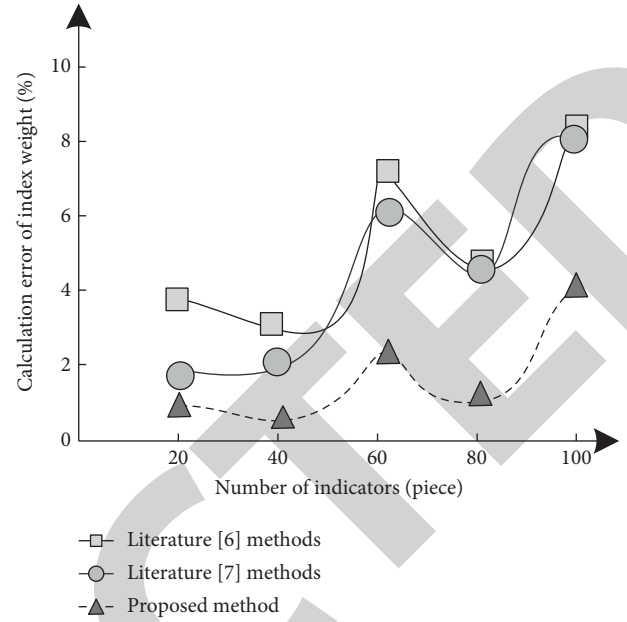 Calculation error of index weight (%)
10
8
6
4
2
0
20 40 60 80 100
Number of indicators (piece)
Literature [6] methods
Literature [7] methods
Proposed method